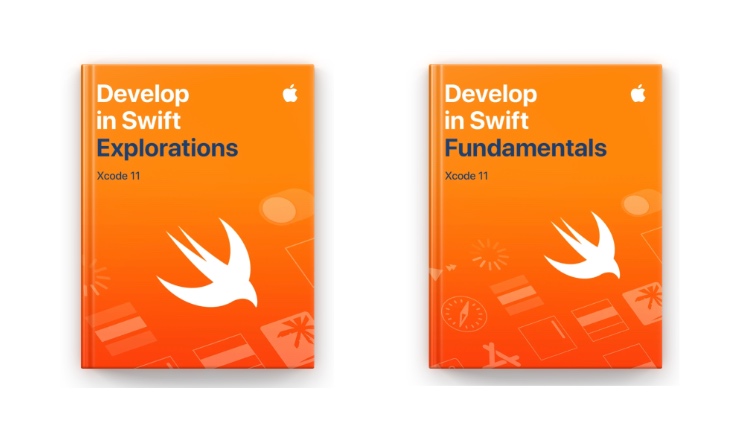 Develop
in Swift
Explorations
Xcode 11
Develop
in Swift
Fundamentals
Xcode 11